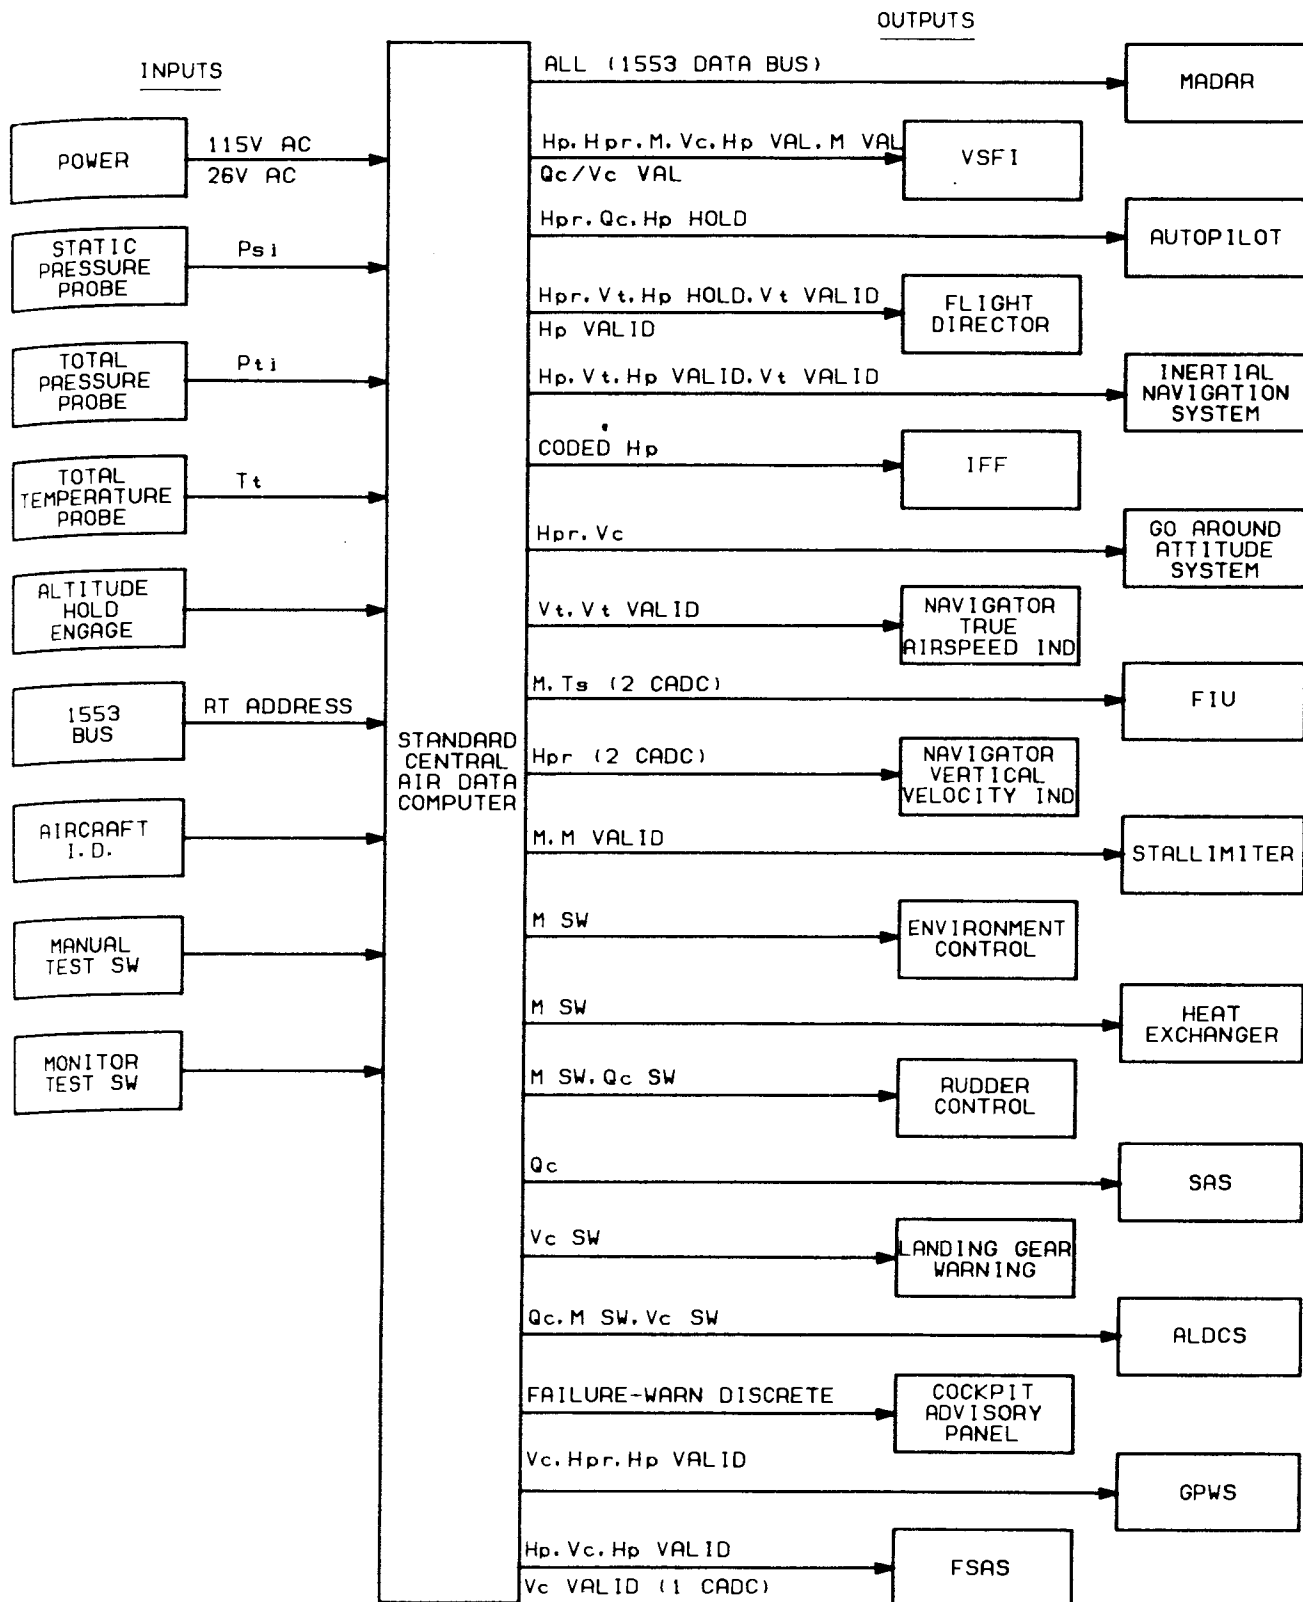 OUTPUTS
INPUTS
POWER
115V AC
26V AC
STATIC
PRESSURE
PROBE
Psi
TOTAL
PRESSURE
PROBE
Pti
TOTAL
TEMPERATURE
PROBE
Tt
ALTITUDE
HOLD
ENGAGE
1553
BUS
RT ADDRESS
AIRCRAFT
I.D.
MANUAL
TEST SW
MONITOR
TEST SW
STANDARD
CENTRAL
AIR DATA
COMPUTER
ALL (1553 DATA BUS)
MADAR
Hp.Hpr.M.Vc.Hp VAL.M VAL
Qc/Vc VAL
VSFI
Hpr.Qc.Hp HOLD
AUTOPILOT
Hpr.Vt.Hp HOLD.Vt VALID
Hp VALID
FLIGHT
DIRECTOR
Hp.Vt.Hp VALID.Vt VALID
INERTIAL
NAVIGATION
SYSTEM
CODED Hp
IFF
Hpr.Vc
GO AROUND
ATTITUDE
SYSTEM
Vt.Vt VALID
NAVIGATOR
TRUE
AIRSPEED IND
M.Ts (2 CADC)
FIU
Hpr (2 CADC)
NAVIGATOR
VERTICAL
VELOCITY IND
M.M VALID
STALLIMITER
M SW
ENVIRONMENT
CONTROL
M SW
HEAT
EXCHANGER
M SW.Qc SW
RUDDER
CONTROL
Qc
SAS
Vc SW
LANDING GEAR
WARNING
Qc.M SW.Vc SW
ALDCS
FAILURE-WARN DISCRETE
COCKPIT
ADVISORY
PANEL
Vc.Hpr.Hp VALID
GPWS
Hp.Vc.Hp VALID
Vc VALID (1 CADC)
FSAS